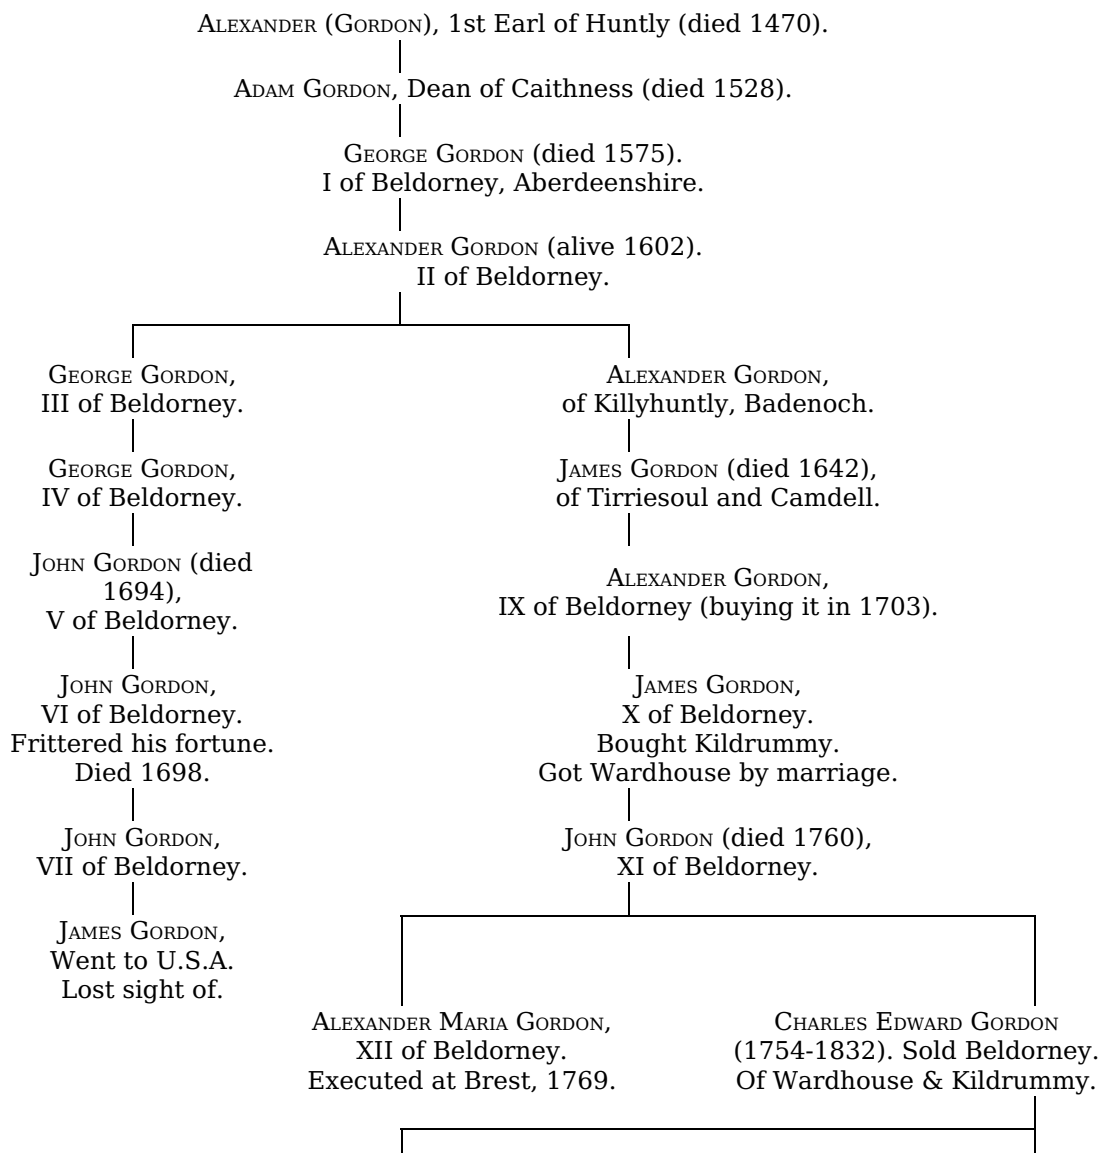 Alexander (Gordon), 1st Earl of Huntly (died 1470).
Adam Gordon, Dean of Caithness (died 1528).
George Gordon (died 1575).
I of Beldorney, Aberdeenshire.
Alexander Gordon (alive 1602).
II of Beldorney.
George Gordon,
III of Beldorney.
Alexander Gordon,
of Killyhuntly, Badenoch.
George Gordon,
IV of Beldorney.
James Gordon (died 1642),
of Tirriesoul and Camdell.
John Gordon (died
1694),
V of Beldorney.
Alexander Gordon,
IX of Beldorney (buying it in 1703).
John Gordon,
VI of Beldorney.
Frittered his fortune.
Died 1698.
James Gordon,
X of Beldorney.
Bought Kildrummy.
Got Wardhouse by marriage.
John Gordon,
VII of Beldorney.
John Gordon (died 1760),
XI of Beldorney.
James Gordon,
Went to U.S.A.
Lost sight of.
Alexander Maria Gordon,
XII of Beldorney.
Executed at Brest, 1769.
Charles Edward Gordon
(1754-1832). Sold Beldorney.
Of Wardhouse & Kildrummy.